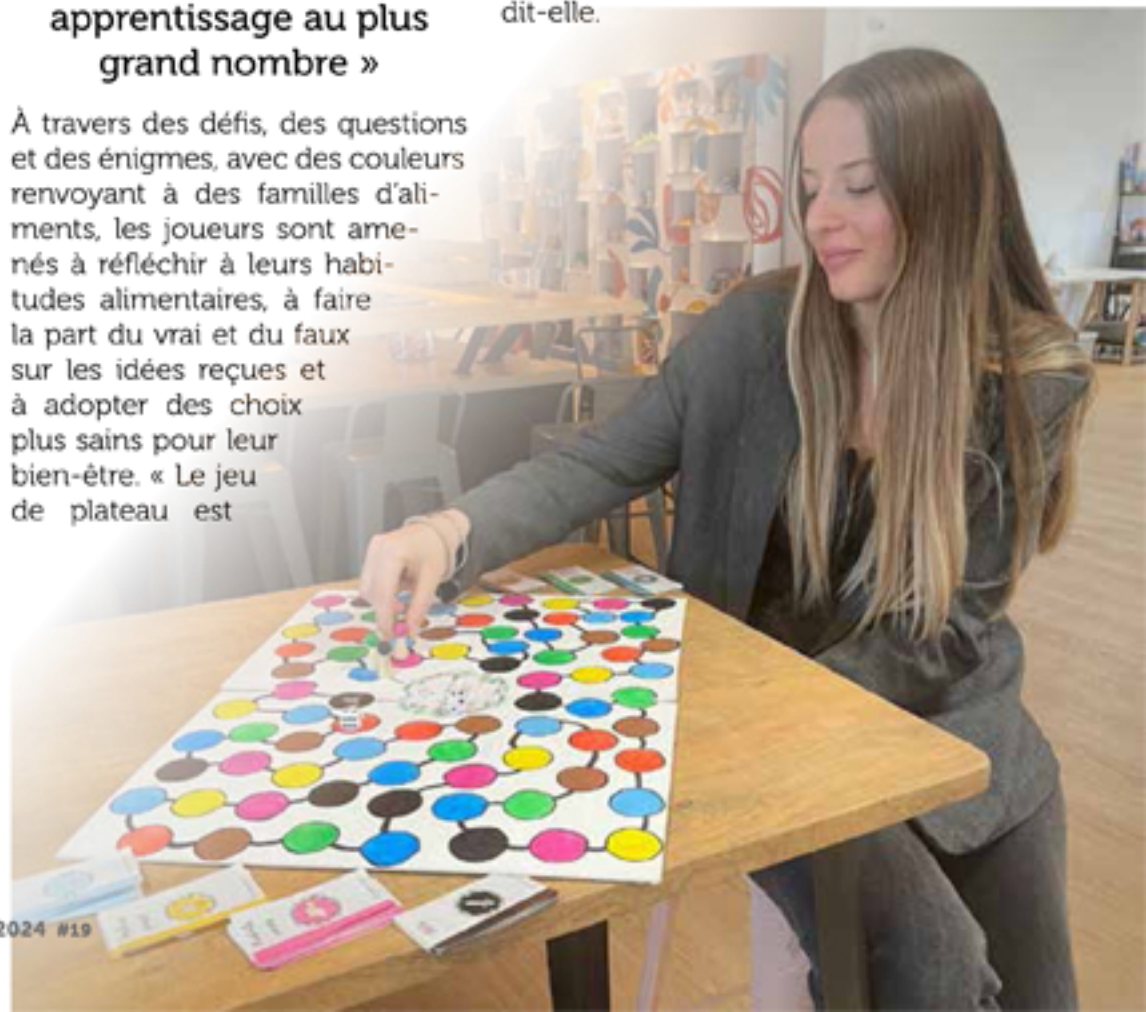 apprentissage au plus
grand nombre »
À travers des défis, des questions
et des énigmes, avec des couleurs
renvoyant à des familles d'ali-
ments, les joueurs sont ame-
nés à réfléchir à leurs habi-
tudes alimentaires, à faire
la part du vrai et du faux
sur les idées reçues et
à adopter des choix
plus sains pour leur
bien-être. « Le jeu
de plateau est
dit-elle.
2024 #19